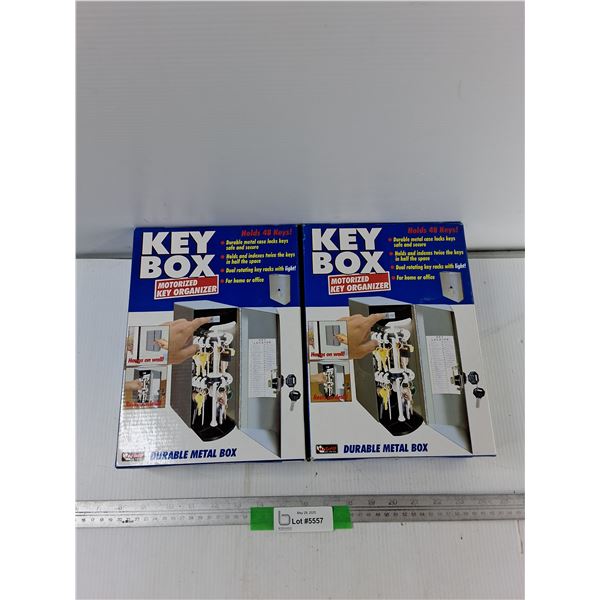 Holds 48 Keys!
KEY
BOX
MOTORIZED
KEY ORGANIZER
• Durable metal case locks keys
safe and secure
• Holds and indexes twice the keys
in half the space
• Dual rotating key racks with light!
• For home or office
Hangs on wall!
DURABLE METAL BOX
Holds 48 Keys!
KEY
BOX
MOTORIZED
KEY ORGANIZER
• Durable metal case locks keys
safe and secure
• Holds and indexes twice the keys
in half the space
• Dual rotating key racks with light!
• For home or office
Hangs on wall!
DURABLE METAL BOX
May 29, 2025
Lot #5557